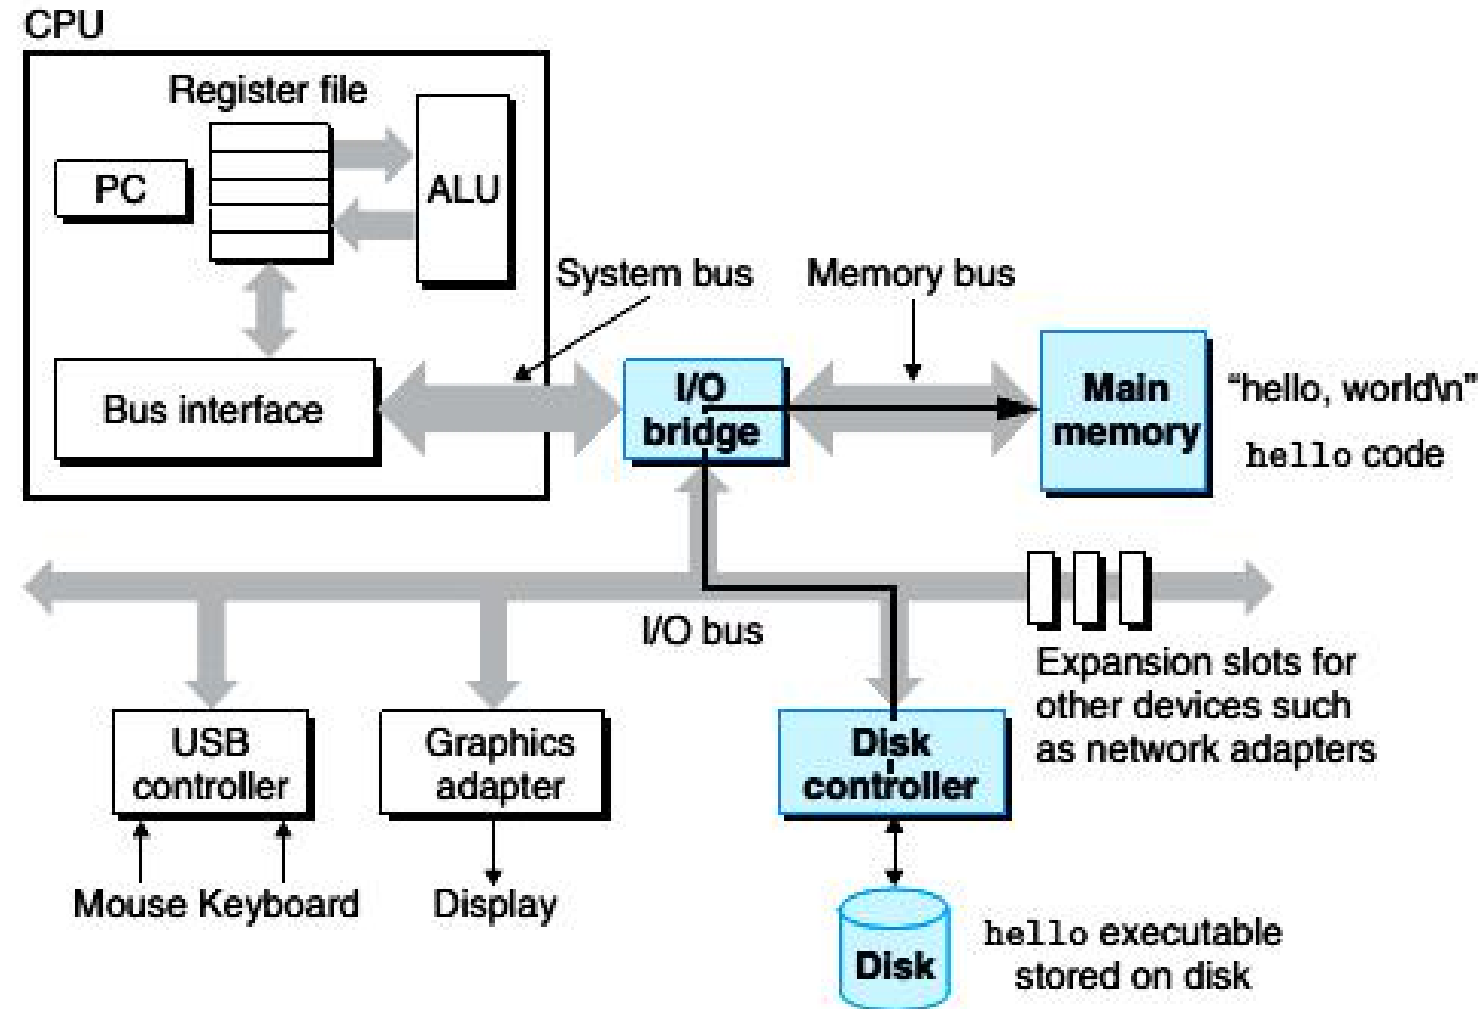 CPU
Register file
PC
ALU
System bus
Memory bus
Bus interface
I/O
bridge
Main
memory
“hello, world\n”
hello code
I/O bus
Expansion slots for
other devices such
as network adapters
USB
controller
Graphics
adapter
Disk
controller
Mouse Keyboard
Display
Disk
hello executable
stored on disk